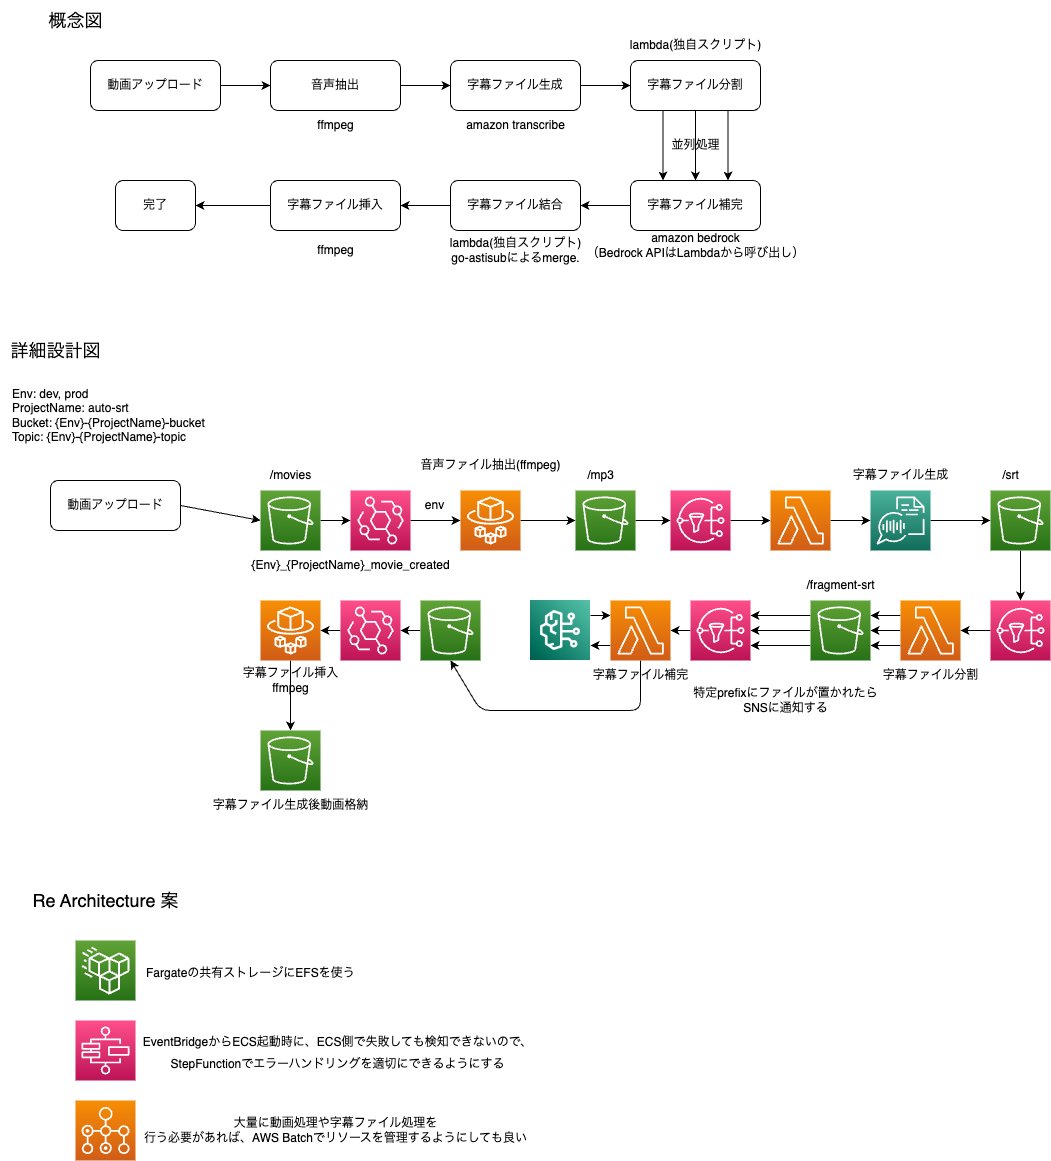 概念図
lambda(独自スクリプト)
動画アップロード
音声抽出
字幕ファイル生成
字幕ファイル分割
ffmpeg
amazon transcribe
並列処理
完了
字幕ファイル挿入
字幕ファイル結合
字幕ファイル補完
ffmpeg
lambda(独自スクリプト)
go-astisubによるmerge.
amazon bedrock
（Bedrock APIはLambdaから呼び出し）
詳細設計図
Env: dev, prod
ProjectName: auto-srt
Bucket: {Env}-{ProjectName}-bucket
Topic: {Env}-{ProjectName}-topic
動画アップロード
/movies
音声ファイル抽出(ffmpeg)
/mp3
字幕ファイル生成
/srt
env
{Env}_{ProjectName}_movie_created
/fragment-srt
字幕ファイル挿入
ffmpeg
字幕ファイル補完
字幕ファイル分割
特定prefixにファイルが置かれたら
SNSに通知する
字幕ファイル生成後動画格納
Re Architecture 案
Fargateの共有ストレージにEFSを使う
EventBridgeからECS起動時に、ECS側で失敗しても検知できないので、
StepFunctionでエラーハンドリングを適切にできるようにする
大量に動画処理や字幕ファイル処理を
行う必要があれば、AWS Batchでリソースを管理するようにしても良い